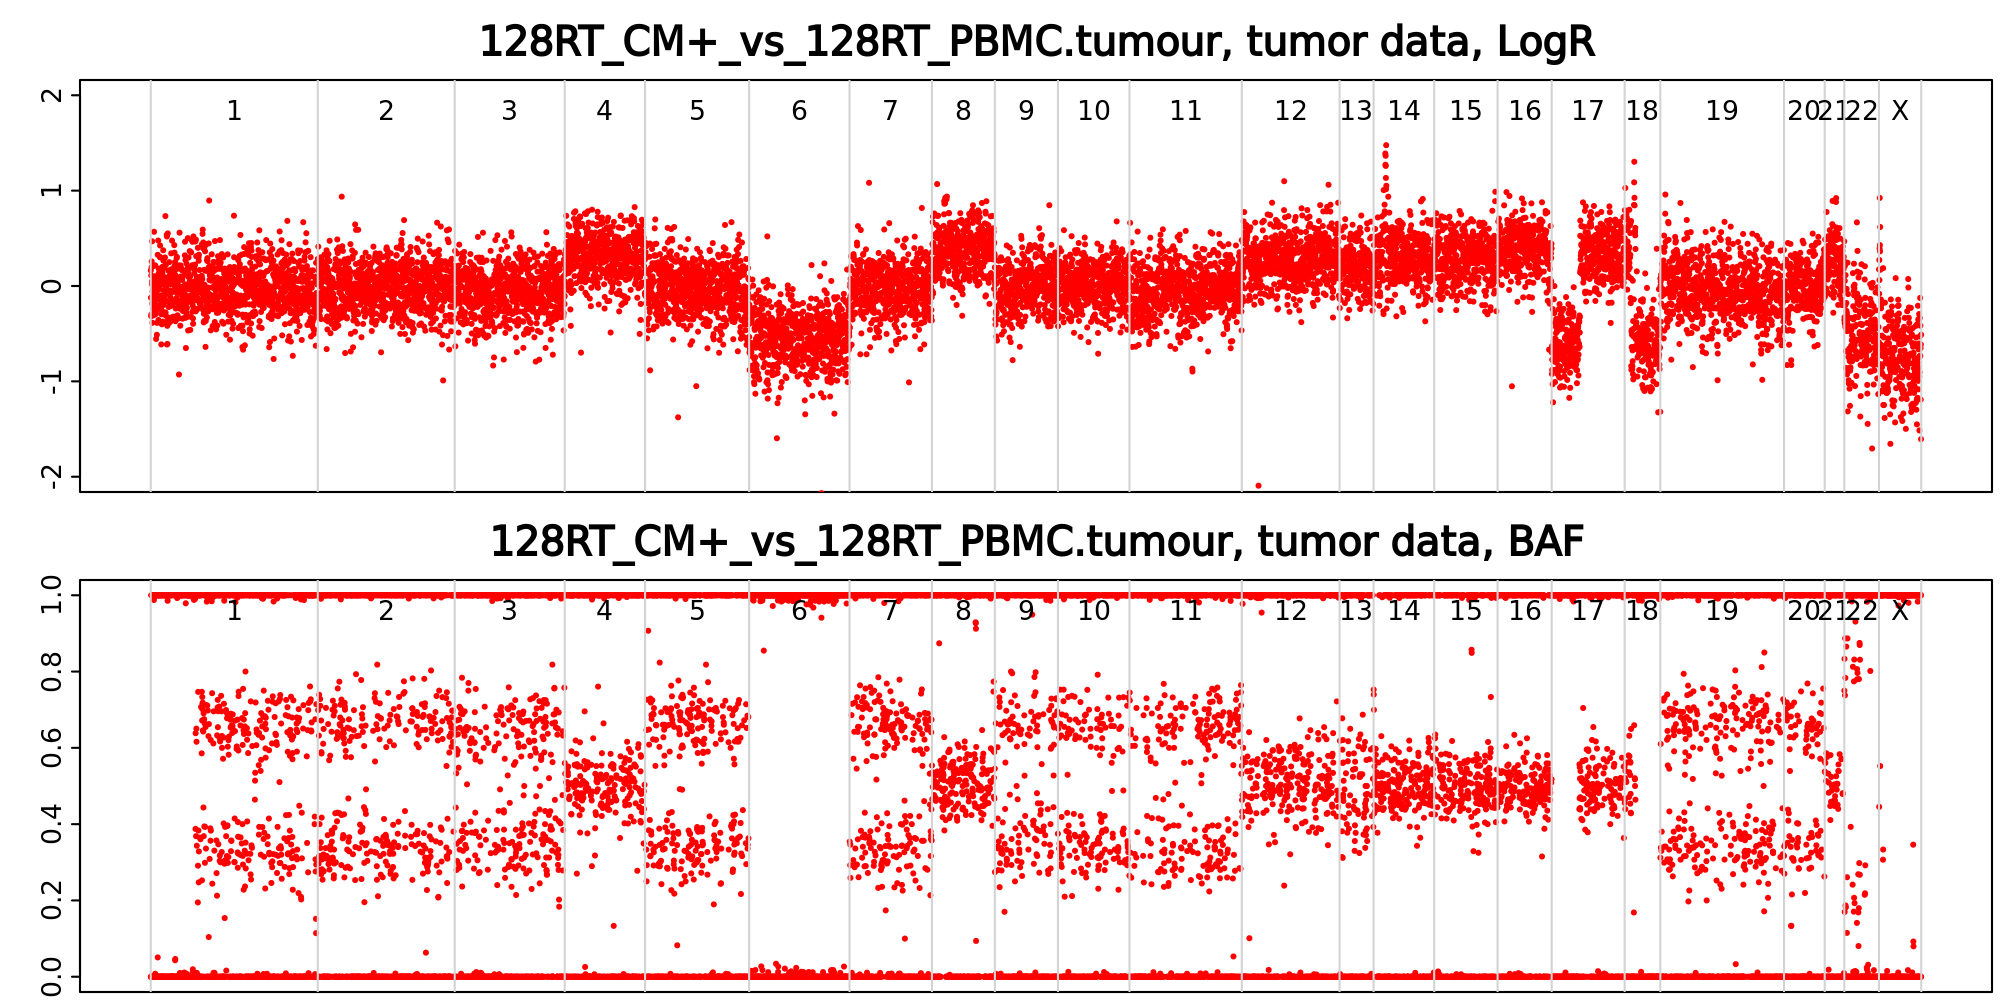 128RT_CM+_vs_128RT_PBMC.tumour, tumor data, LogR
2
1 2 3 4 5 6 7 8 9 10 11 12 13 14 15 16 17 18 19 20 21 22 X
1
0
-1
-2
128RT_CM+_vs_128RT_PBMC.tumour, tumor data, BAF
1.0
1 2 3 4 5 6 7 8 9 10 11 12 13 14 15 16 17 18 19 20 21 22 X
0.8
0.6
0.4
0.2
0.0